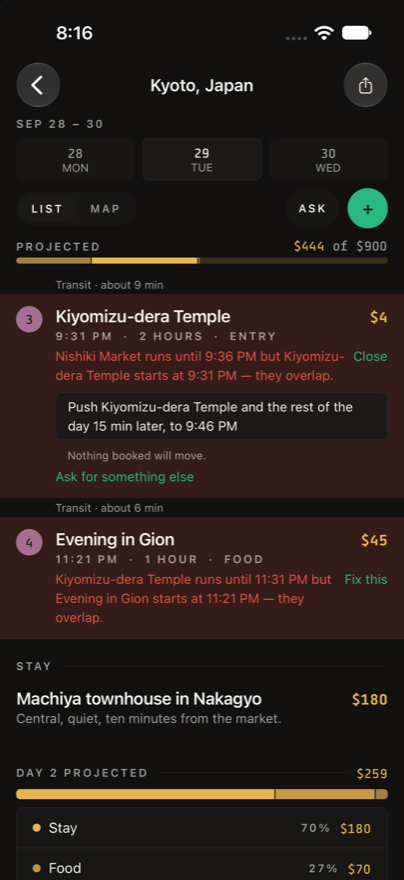 8:16
Kyoto, Japan
SEP 28 – 30
28
MON
29
TUE
30
WED
LIST
MAP
ASK
+
PROJECTED
$444 of $900
Transit · about 9 min
3
Kiyomizu-dera Temple
$4
9:31 PM · 2 HOURS · ENTRY
Nishiki Market runs until 9:36 PM but Kiyomizu-
dera Temple starts at 9:31 PM — they overlap.
Close
Push Kiyomizu-dera Temple and the rest of the
day 15 min later, to 9:46 PM
Nothing booked will move.
Ask for something else
Transit · about 6 min
4
Evening in Gion
$45
11:21 PM · 1 HOUR · FOOD
Kiyomizu-dera Temple runs until 11:31 PM but
Evening in Gion starts at 11:21 PM — they
overlap.
Fix this
STAY
Machiya townhouse in Nakagyo
$180
Central, quiet, ten minutes from the market.
DAY 2 PROJECTED
$259
Stay
70% $180
Food
27% $70